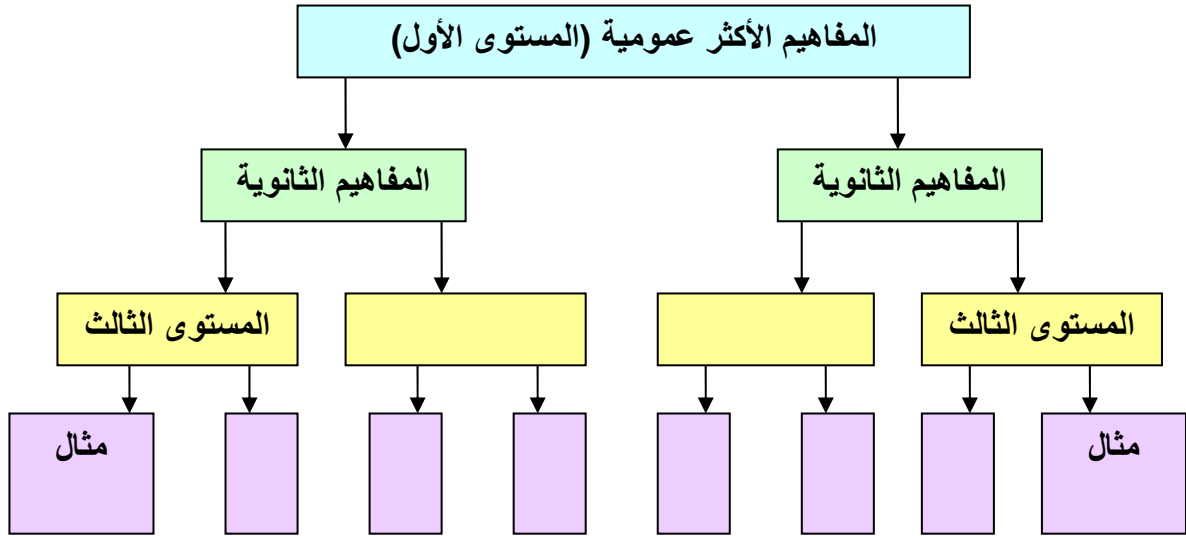 المفاهيم الأكثر عمومية (المستوى الأول)
المفاهيم الثانوية
المفاهيم الثانوية
المستوى الثالث
المستوى الثالث
مثال
مثال